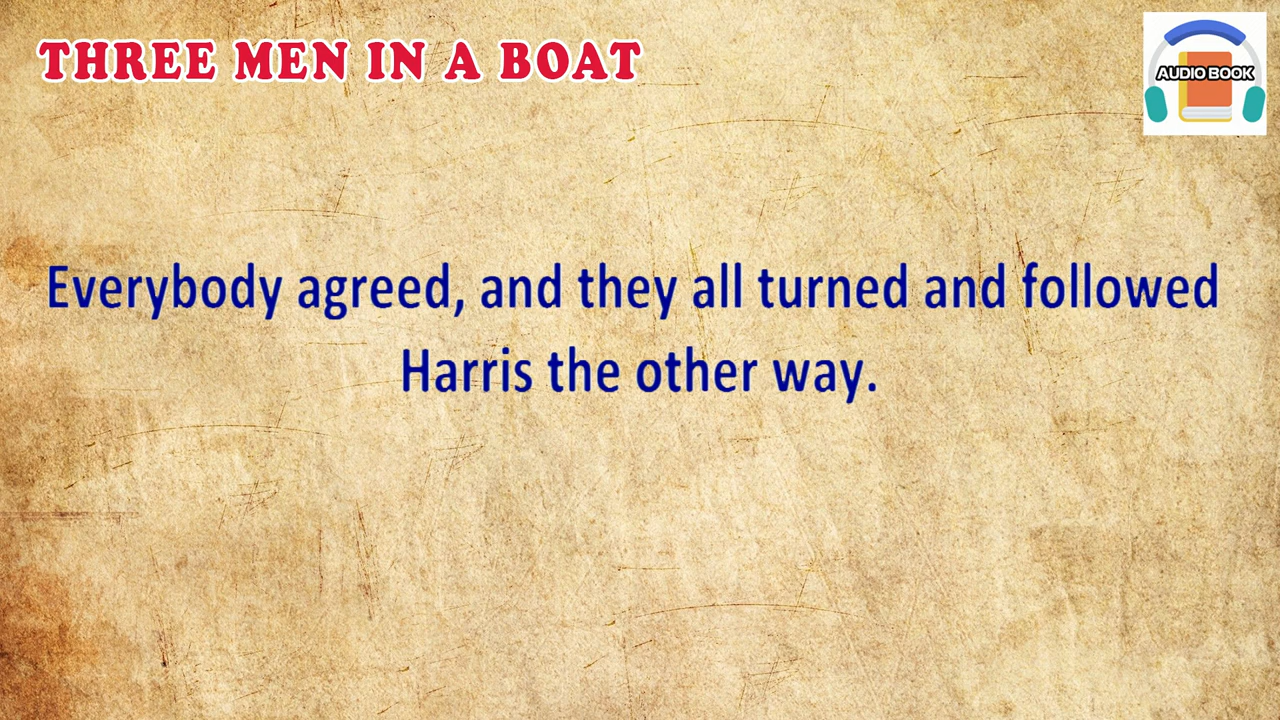 THREE MEN IN A BOAT
AUDIO BOOK
Everybody agreed, and they all turned and followed
Harris the other way.